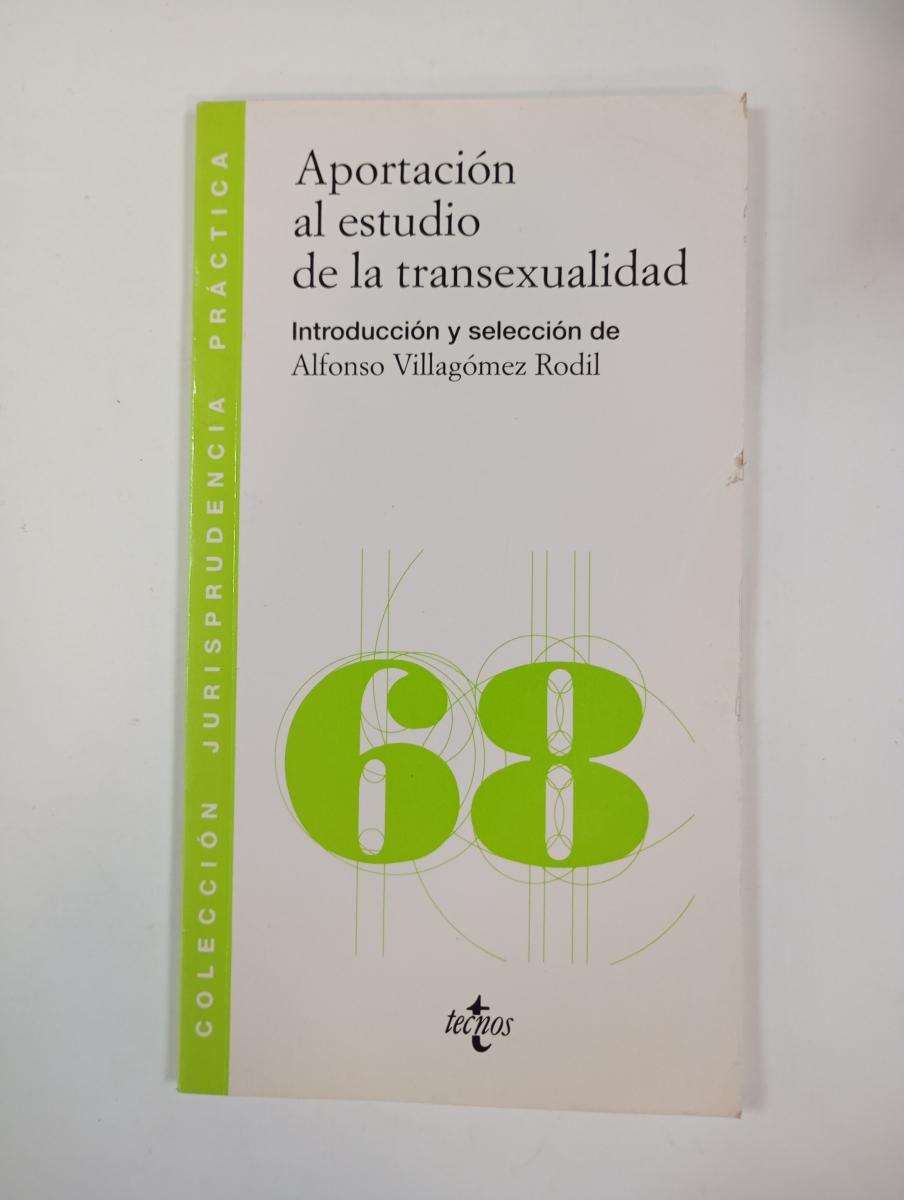 COLECCIÓN JURISPRUDENCIA PRÁCTICA
Aportación
al estudio
de la transexualidad
Introducción y selección de
Alfonso Villagómez Rodil
68
tecnos